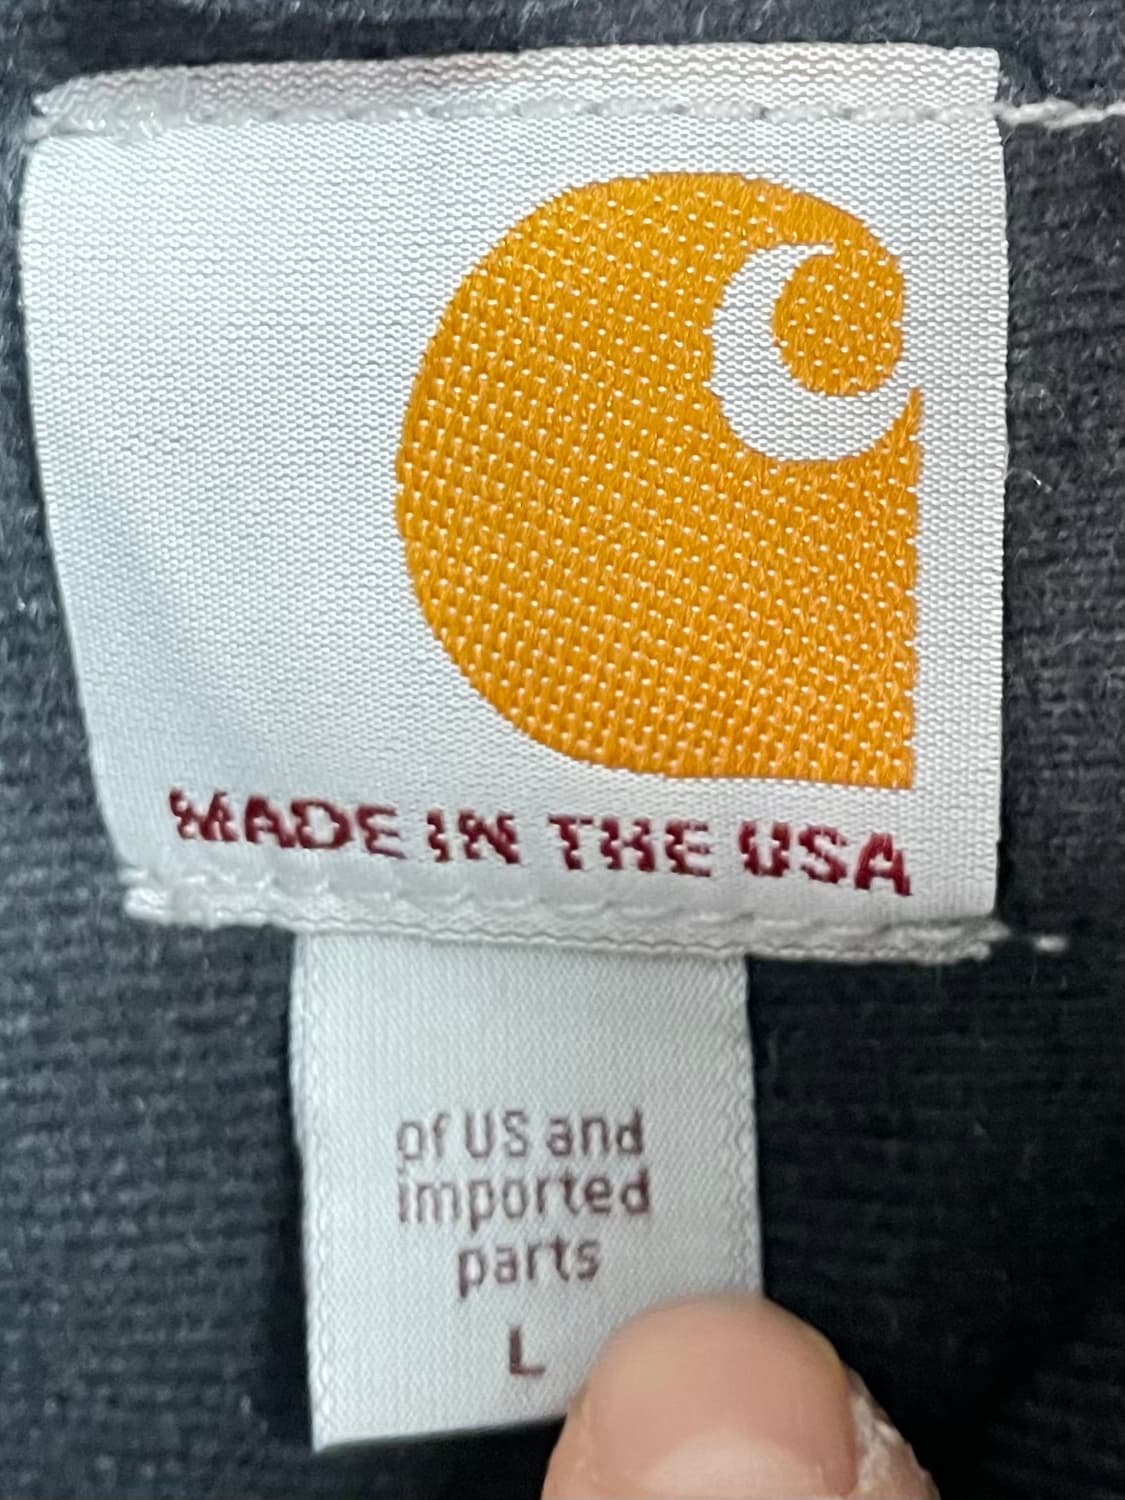 MADE IN THE USA
of US and
imported
parts
L